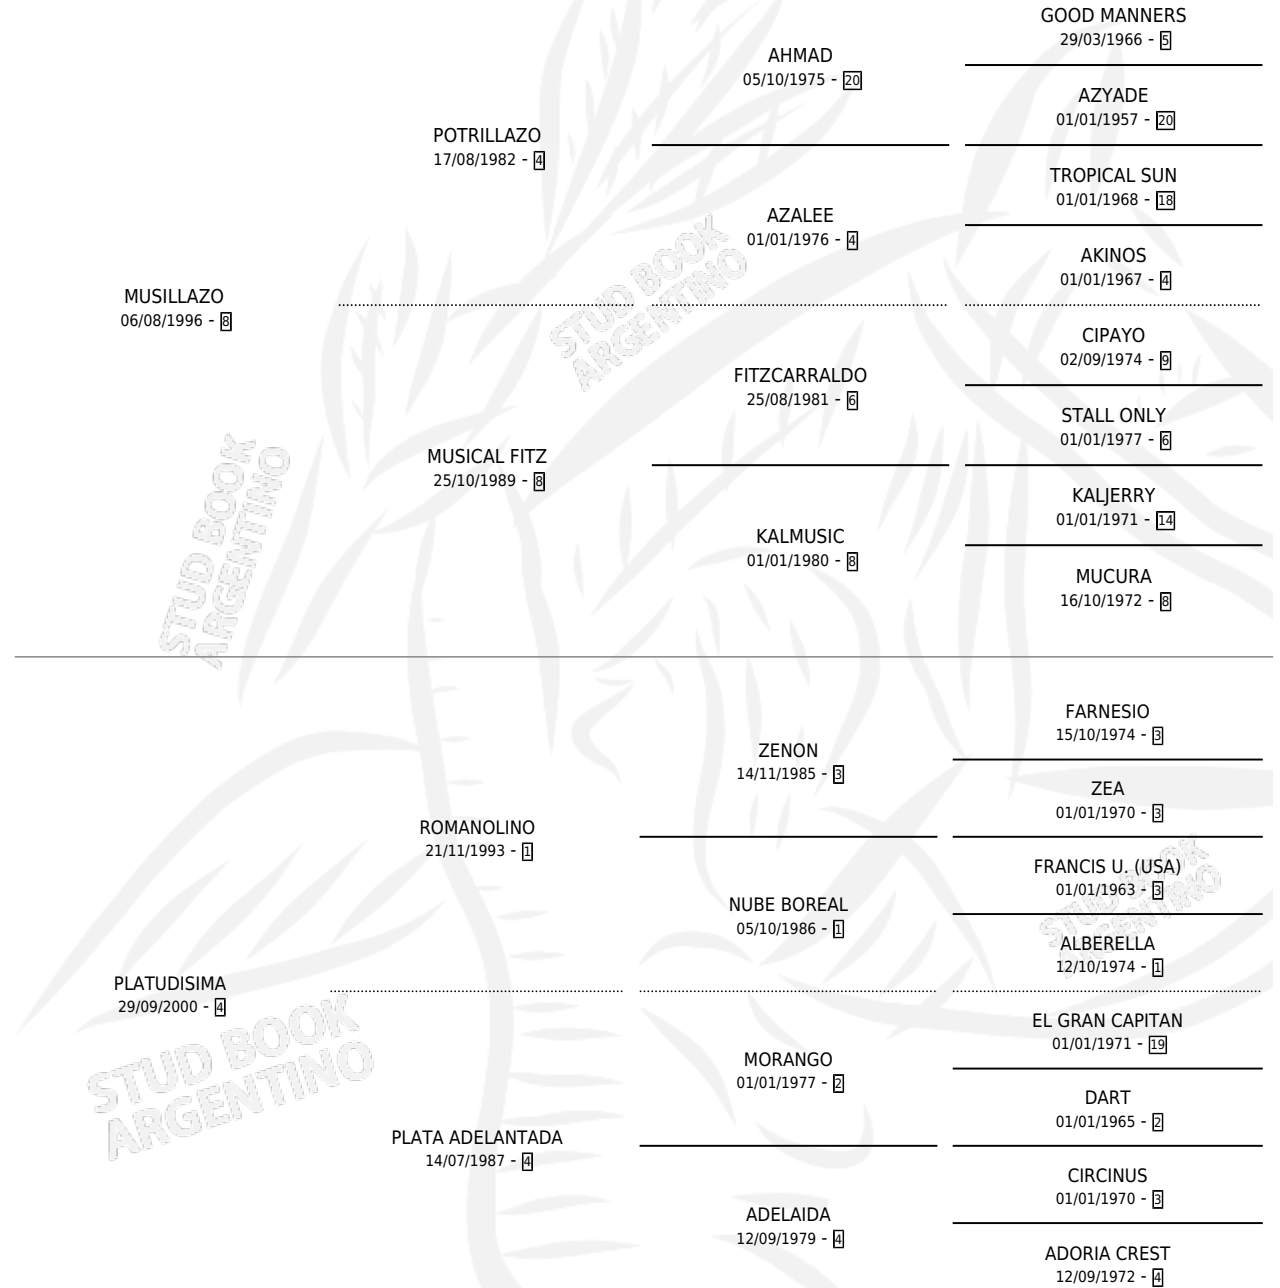 GOOD MANNERS
29/03/1966 - 5
AHMAD
05/10/1975 - 20
AZYADE
01/01/1957 - 20
POTRILLAZO
17/08/1982 - 4
TROPICAL SUN
01/01/1968 - 18
AZALEE
01/01/1976 - 4
AKINOS
01/01/1967 - 4
MUSILLAZO
06/08/1996 - 8
CIPAYO
02/09/1974 - 9
FITZCARRALDO
25/08/1981 - 6
STALL ONLY
01/01/1977 - 6
MUSICAL FITZ
25/10/1989 - 8
KALJERRY
01/01/1971 - 14
KALMUSIC
01/01/1980 - 8
MUCURA
16/10/1972 - 8
FARNESIO
15/10/1974 - 3
ZENON
14/11/1985 - 3
ZEA
01/01/1970 - 3
ROMANOLINO
21/11/1993 - 1
FRANCIS U. (USA)
01/01/1963 - 3
NUBE BOREAL
05/10/1986 - 1
ALBERELLA
12/10/1974 - 1
PLATUDISIMA
29/09/2000 - 4
EL GRAN CAPITAN
01/01/1971 - 19
MORANGO
01/01/1977 - 2
DART
01/01/1965 - 2
PLATA ADELANTADA
14/07/1987 - 4
CIRCINUS
01/01/1970 - 3
ADELAIDA
12/09/1979 - 4
ADORIA CREST
12/09/1972 - 4
STUD BOOK
ARGENTINO
STUD BOOK
ARGENTINO
STUD BOOK
ARGENTINO
STUD BOOK
ARGENTINO